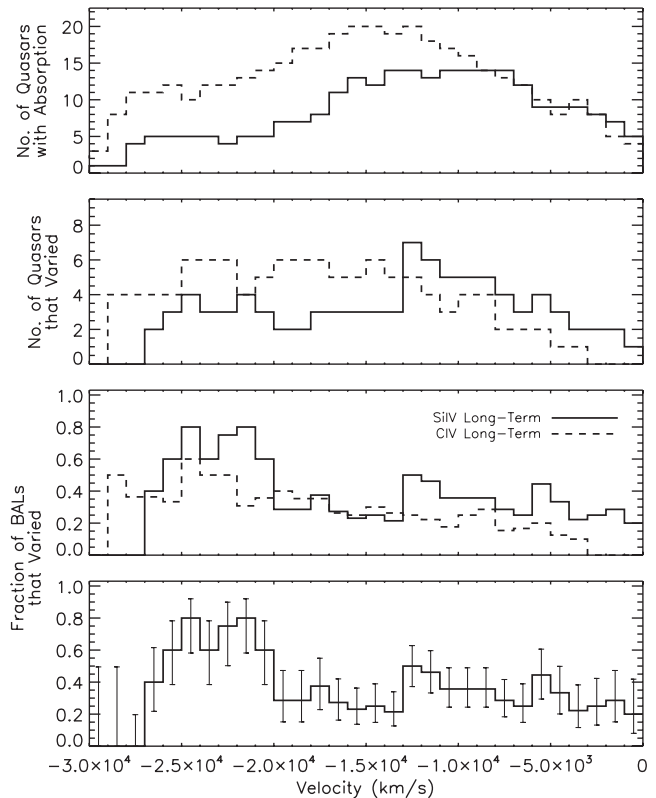 No. of Quasars
with Absorption
20
15
10
5
0
No. of Quasars
that Varied
8
6
4
2
0
Fraction of BALs
that Varied
1.0
0.8
0.6
0.4
0.2
0.0
SiIV Long-Term
CIV Long-Term
1.0
0.8
0.6
0.4
0.2
0.0
-3.0×10⁴ -2.5×10⁴ -2.0×10⁴ -1.5×10⁴ -1.0×10⁴ -5.0×10³ 0
Velocity (km/s)